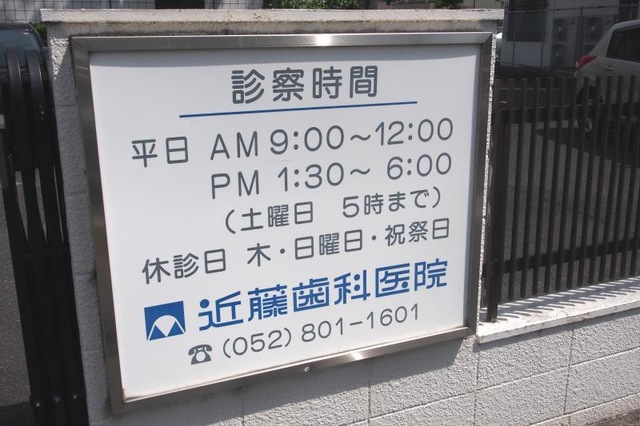 診察時間
平日 AM 9:00～12:00
PM 1:30～ 6:00
(土曜日 5時まで)
休診日 木・日曜日・祝祭日
近藤歯科医院
☎ (052) 801-1601